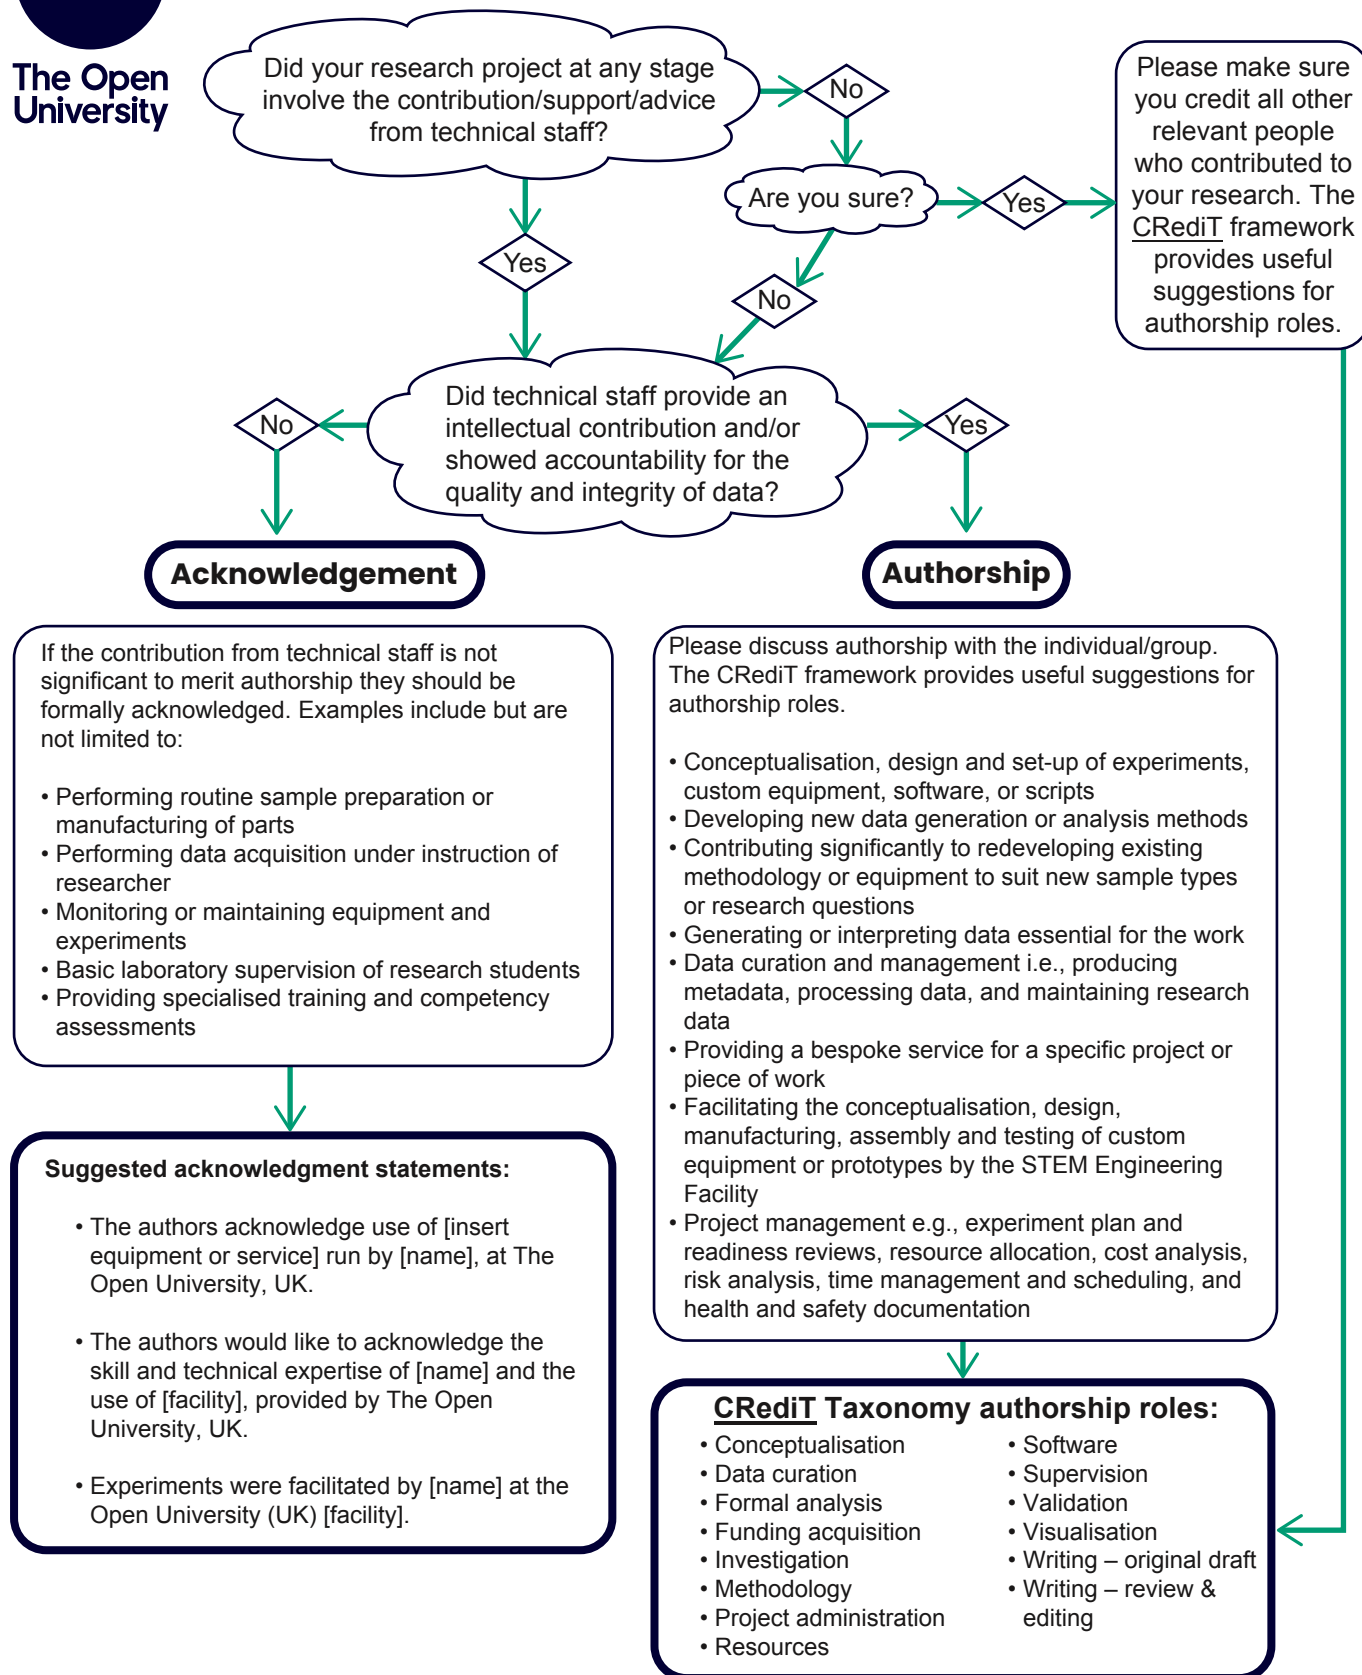 The Open
University
Did your research project at any stage
involve the contribution/support/advice
from technical staff?
No
Please make sure
you credit all other
relevant people
who contributed to
your research. The
CRediT framework
provides useful
suggestions for
authorship roles.
Are you sure?
Yes
Yes
No
Did technical staff provide an
intellectual contribution and/or
showed accountability for the
quality and integrity of data?
No
Yes
Acknowledgement
If the contribution from technical staff is not
significant to merit authorship they should be
formally acknowledged. Examples include but are
not limited to:
• Performing routine sample preparation or
manufacturing of parts
• Performing data acquisition under instruction of
researcher
• Monitoring or maintaining equipment and
experiments
• Basic laboratory supervision of research students
• Providing specialised training and competency
assessments
Suggested acknowledgment statements:
• The authors acknowledge use of [insert
equipment or service] run by [name], at The
Open University, UK.
• The authors would like to acknowledge the
skill and technical expertise of [name] and the
use of [facility], provided by The Open
University, UK.
• Experiments were facilitated by [name] at the
Open University (UK) [facility].
Authorship
Please discuss authorship with the individual/group.
The CRediT framework provides useful suggestions for
authorship roles.
• Conceptualisation, design and set-up of experiments,
custom equipment, software, or scripts
• Developing new data generation or analysis methods
• Contributing significantly to redeveloping existing
methodology or equipment to suit new sample types
or research questions
• Generating or interpreting data essential for the work
• Data curation and management i.e., producing
metadata, processing data, and maintaining research
data
• Providing a bespoke service for a specific project or
piece of work
• Facilitating the conceptualisation, design,
manufacturing, assembly and testing of custom
equipment or prototypes by the STEM Engineering
Facility
• Project management e.g., experiment plan and
readiness reviews, resource allocation, cost analysis,
risk analysis, time management and scheduling, and
health and safety documentation
CRediT Taxonomy authorship roles:
• Conceptualisation
• Data curation
• Formal analysis
• Funding acquisition
• Investigation
• Methodology
• Project administration
• Resources
• Software
• Supervision
• Validation
• Visualisation
• Writing – original draft
• Writing – review &
editing